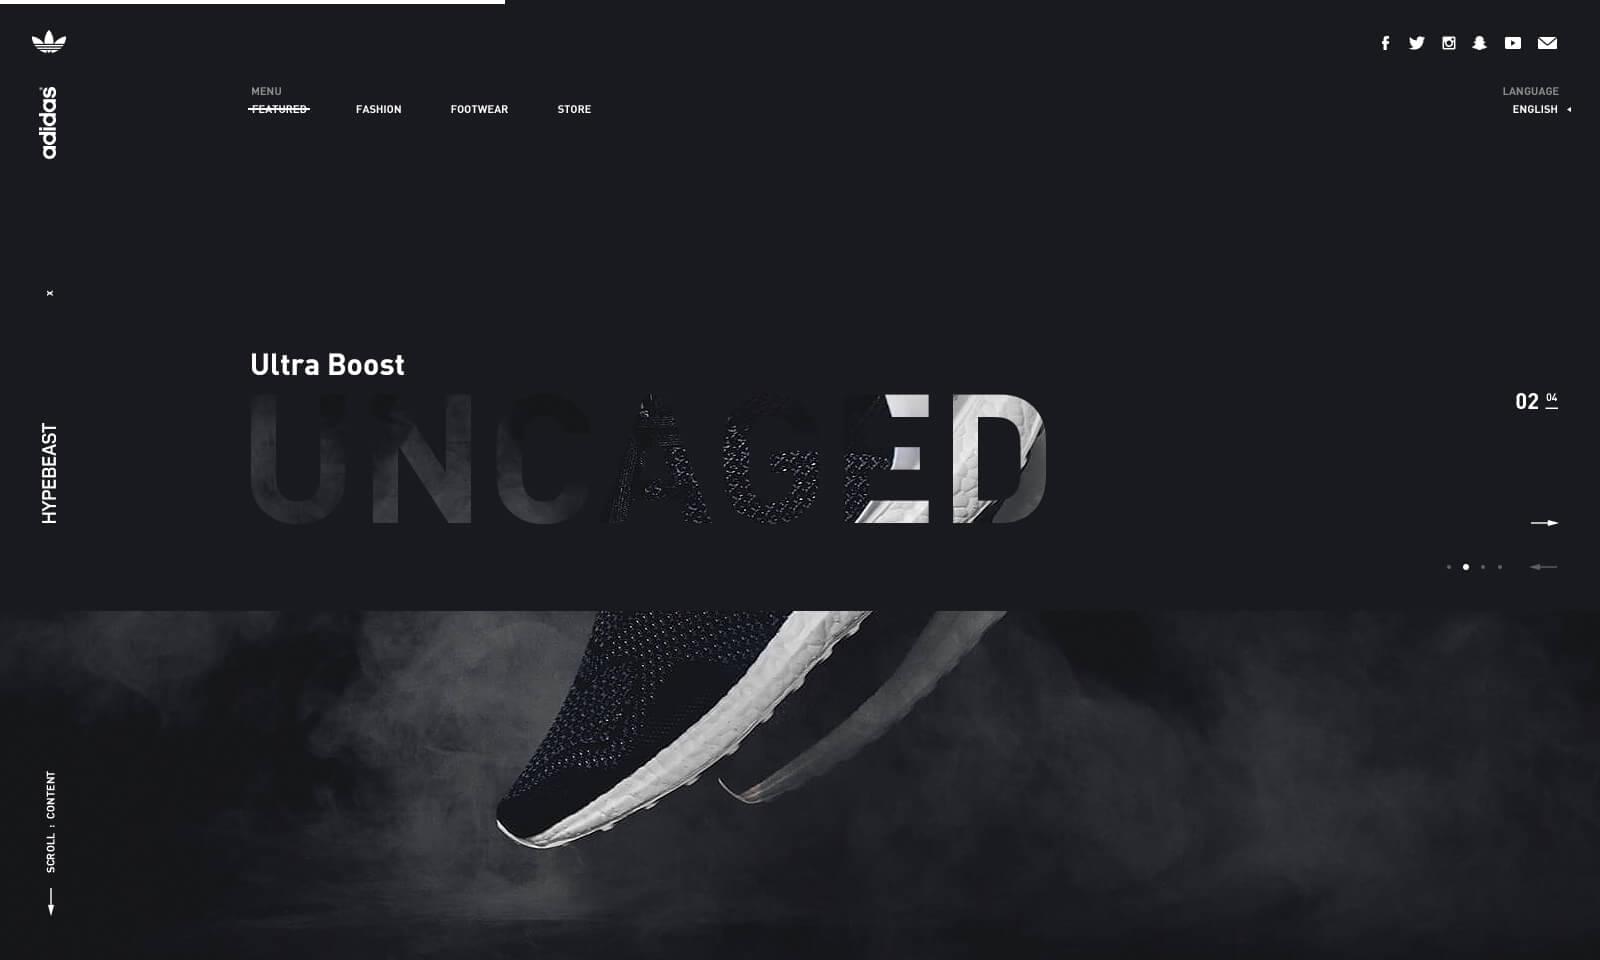 adidas
x
HYPEBEAST
SCROLL : CONTENT
MENU
FEATURED FASHION FOOTWEAR STORE
LANGUAGE
ENGLISH
Ultra Boost
UNCAGED
02 04